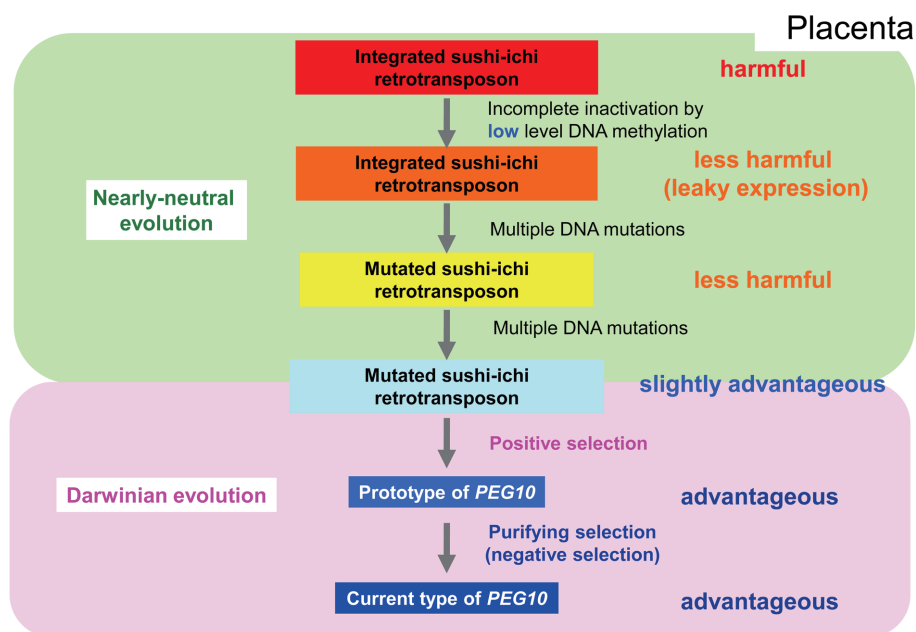 Placenta
Integrated sushi-ichi
retrotransposon
harmful
Incomplete inactivation by
low level DNA methylation
Integrated sushi-ichi
retrotransposon
less harmful
(leaky expression)
Nearly-neutral
evolution
Multiple DNA mutations
Mutated sushi-ichi
retrotransposon
less harmful
Multiple DNA mutations
Mutated sushi-ichi
retrotransposon
slightly advantageous
Positive selection
Darwinian evolution
Prototype of PEG10
advantageous
Purifying selection
(negative selection)
Current type of PEG10
advantageous